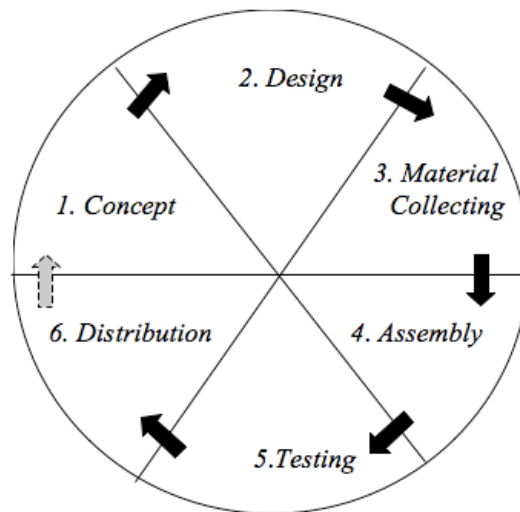 1. Concept
2. Design
3. Material
Collecting
4. Assembly
5.Testing
6. Distribution